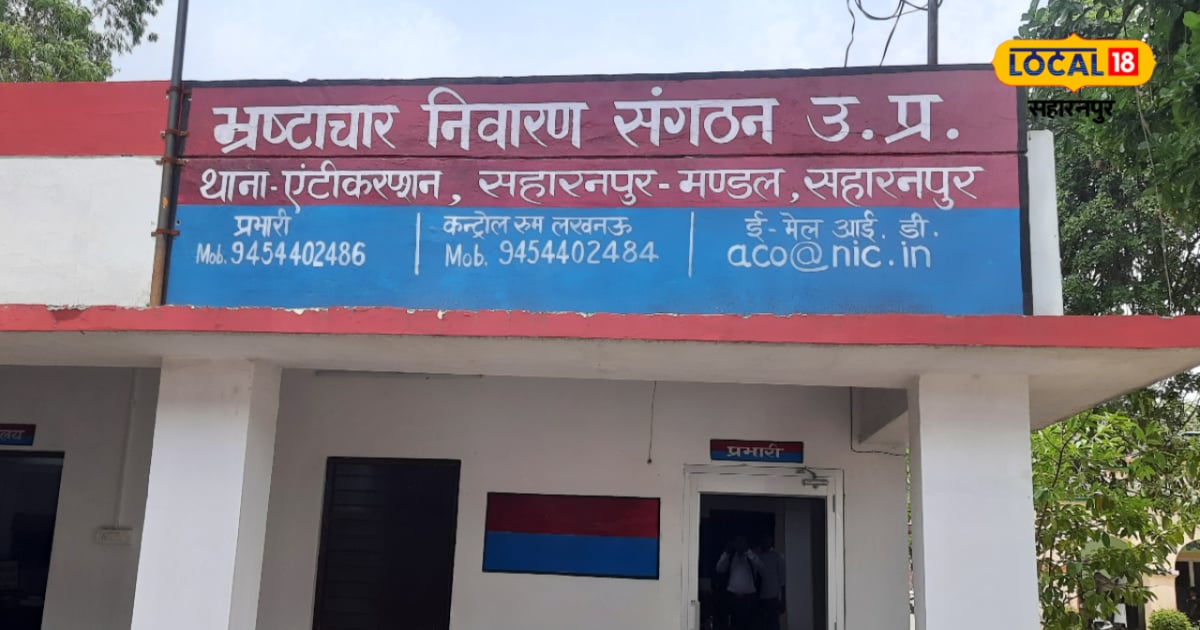 LOCAL 18
सहारनपुर
भ्रष्टाचार निवारण संगठन उ.प्र.
थाना-एंटीकरप्शन, सहारनपुर-मण्डल, सहारनपुर
प्रभारी
Mob. 9454402486
कन्ट्रोल रुम लखनऊ
Mob. 9454402484
ई-मेल आई.डी.
aco@nic.in
प्रभारी